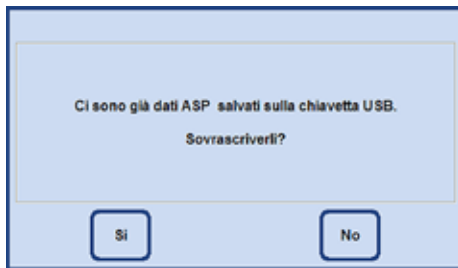 Ci sono già dati ASP salvati sulla chiavetta USB.
Sovrascriverli?
Si No